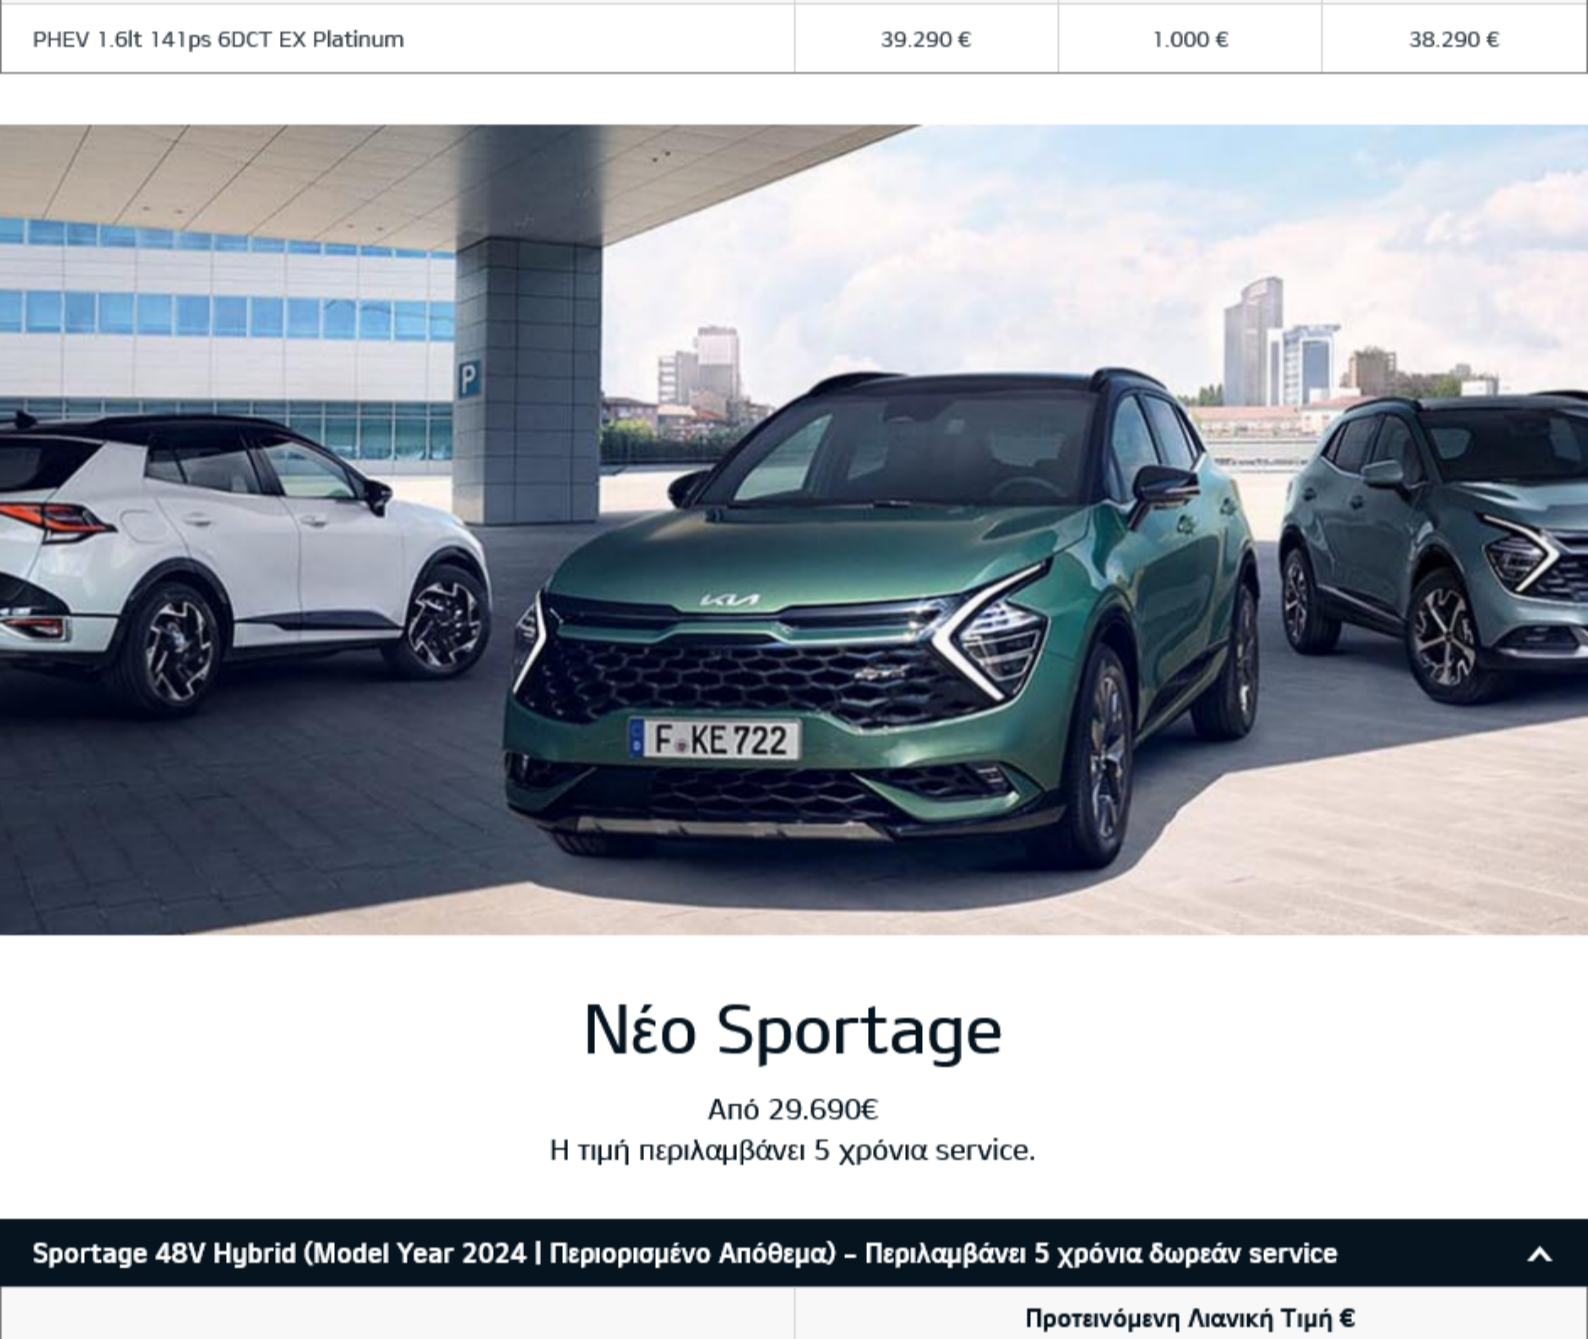 PHEV 1.6lt 141ps 6DCT EX Platinum 39.290 € 1.000 € 38.290 €
P
KIA
F KE 722
Νέο Sportage
Από 29.690€
Η τιμή περιλαμβάνει 5 χρόνια service.
Sportage 48V Hybrid (Model Year 2024 | Περιορισμένο Απόθεμα) – Περιλαμβάνει 5 χρόνια δωρεάν service
Προτεινόμενη Λιανική Τιμή €